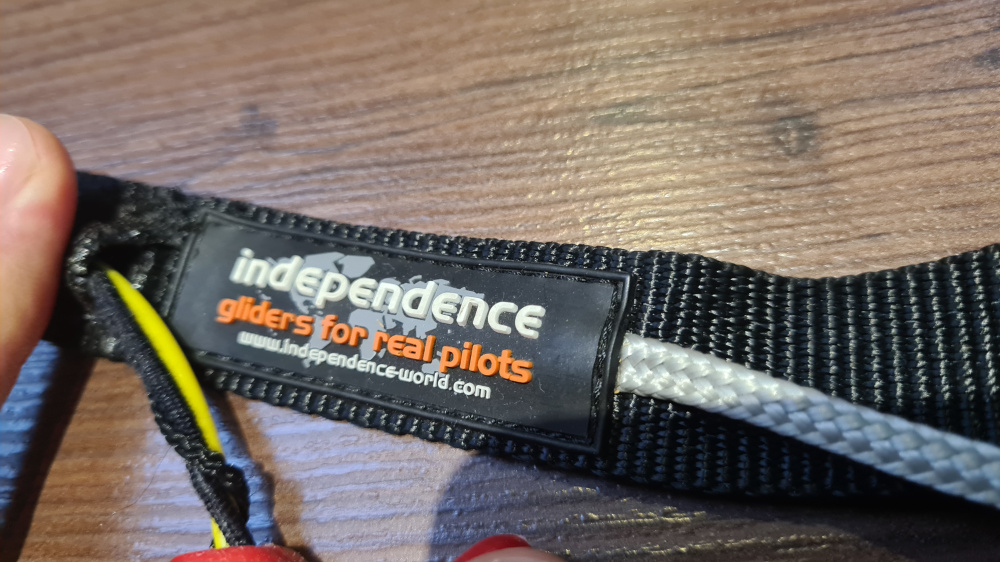 independence
gliders for real pilots
www.independence-world.com